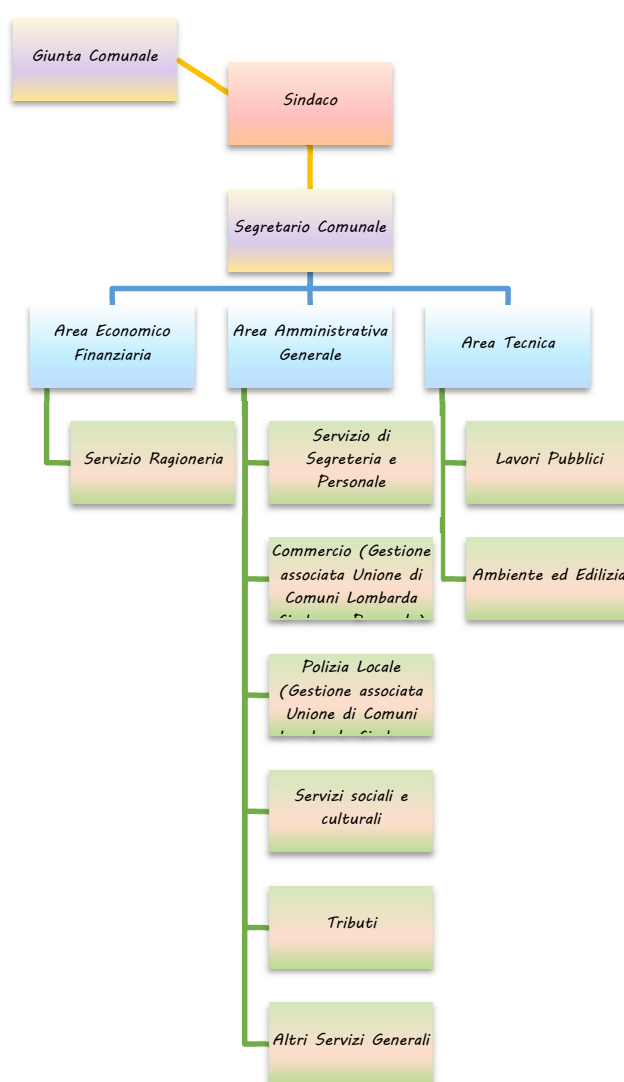 Giunta Comunale
Sindaco
Segretario Comunale
Area Economico
Finanziaria
Area Amministrativa
Generale
Area Tecnica
Servizio Ragioneria
Servizio di
Segreteria e
Personale
Commercio (Gestione
associata Unione di
Comuni Lombarda
Polizia Locale
(Gestione associata
Unione di Comuni
Servizi sociali e
culturali
Tributi
Altri Servizi Generali
Lavori Pubblici
Ambiente ed Edilizia